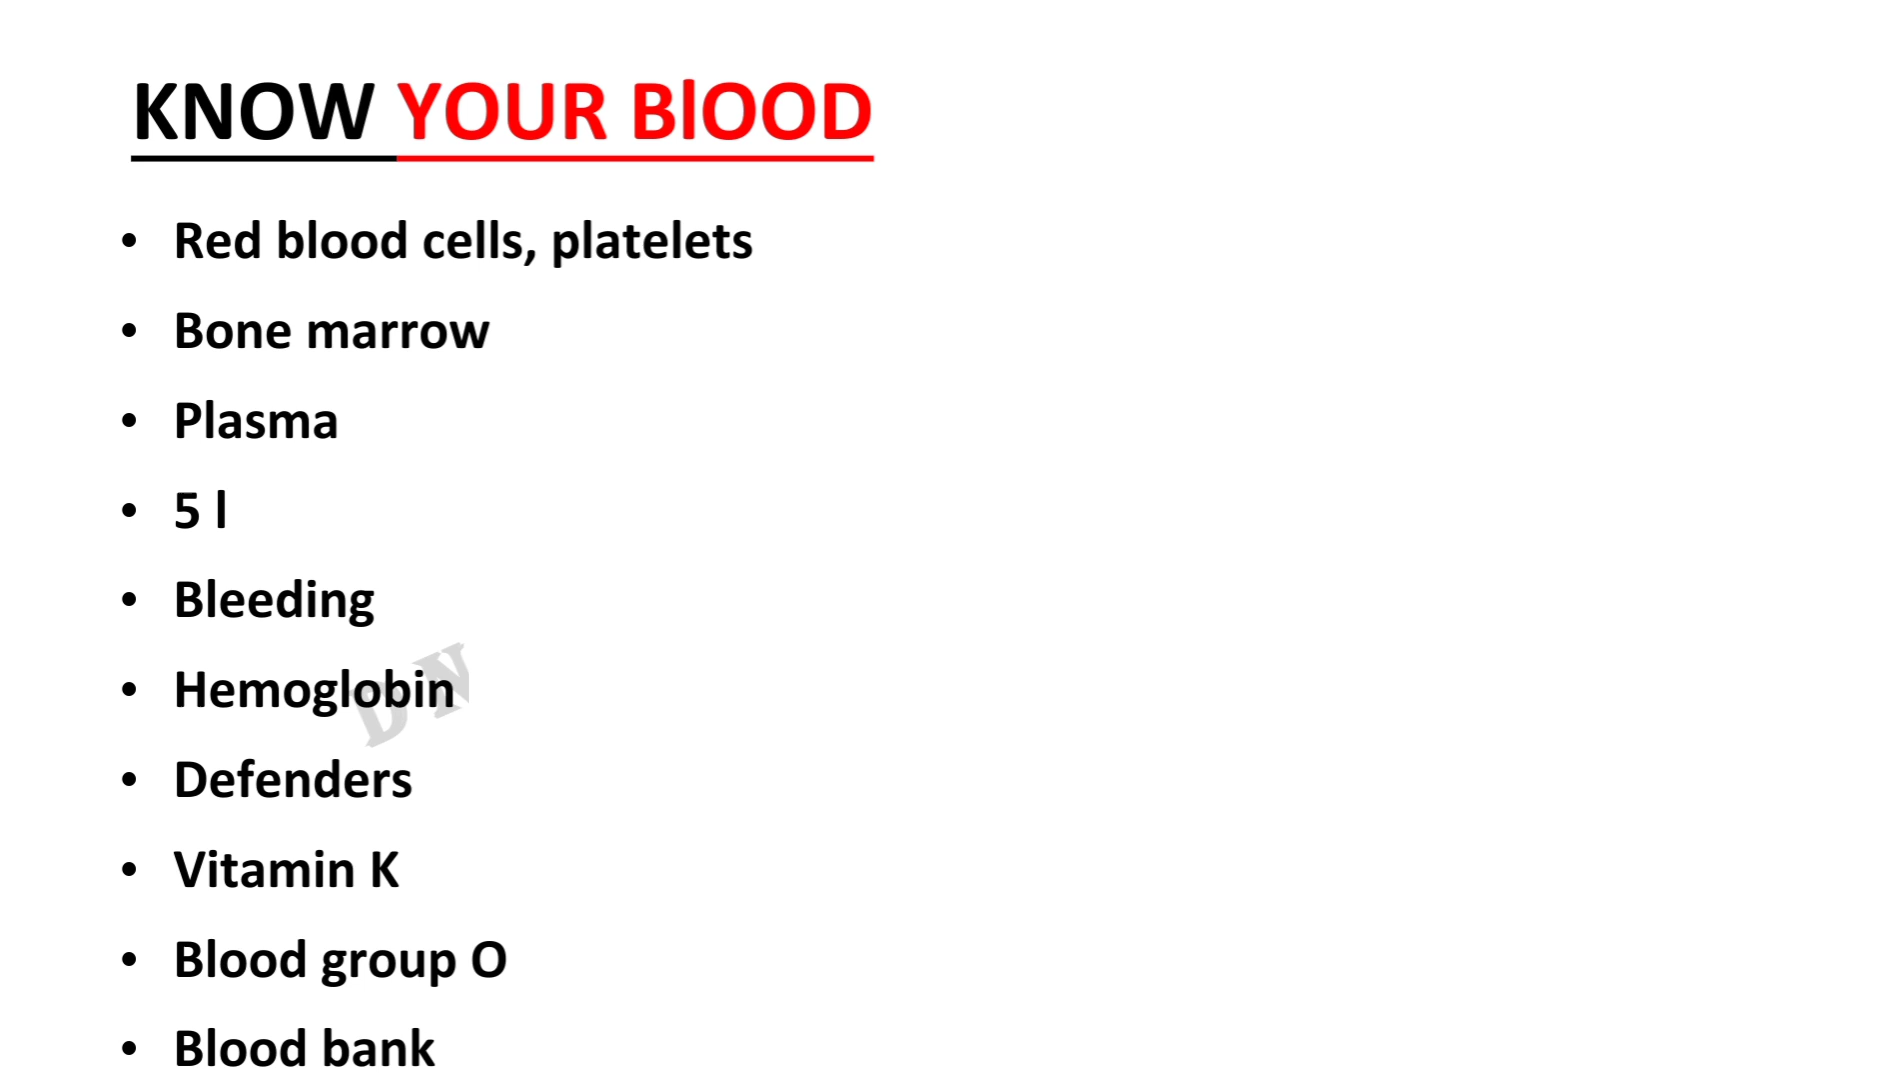 KNOW YOUR BlOOD
• Red blood cells, platelets
• Bone marrow
• Plasma
• 5 l
• Bleeding
• Hemoglobin
• Defenders
• Vitamin K
• Blood group O
• Blood bank
DN